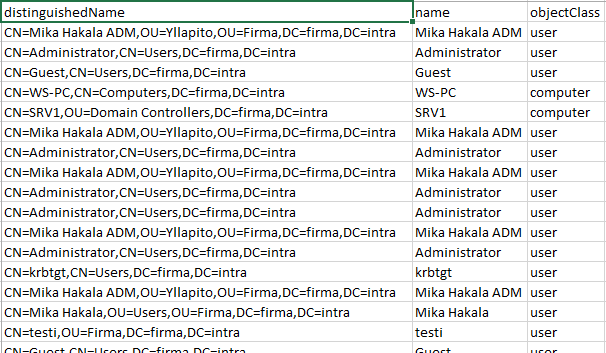 distinguishedName name objectClass
CN=Mika Hakala ADM,OU=Yllapito,OU=Firma,DC=firma,DC=intra Mika Hakala ADM user
CN=Administrator,CN=Users,DC=firma,DC=intra Administrator user
CN=Guest,CN=Users,DC=firma,DC=intra Guest user
CN=WS-PC,CN=Computers,DC=firma,DC=intra WS-PC computer
CN=SRV1,OU=Domain Controllers,DC=firma,DC=intra SRV1 computer
CN=Mika Hakala ADM,OU=Yllapito,OU=Firma,DC=firma,DC=intra Mika Hakala ADM user
CN=Administrator,CN=Users,DC=firma,DC=intra Administrator user
CN=Mika Hakala ADM,OU=Yllapito,OU=Firma,DC=firma,DC=intra Mika Hakala ADM user
CN=Administrator,CN=Users,DC=firma,DC=intra Administrator user
CN=Administrator,CN=Users,DC=firma,DC=intra Administrator user
CN=Mika Hakala ADM,OU=Yllapito,OU=Firma,DC=firma,DC=intra Mika Hakala ADM user
CN=Administrator,CN=Users,DC=firma,DC=intra Administrator user
CN=krbtgt,CN=Users,DC=firma,DC=intra krbtgt user
CN=Mika Hakala ADM,OU=Yllapito,OU=Firma,DC=firma,DC=intra Mika Hakala ADM user
CN=Mika Hakala,OU=Users,OU=Firma,DC=firma,DC=intra Mika Hakala user
CN=testi,OU=Firma,DC=firma,DC=intra testi user
CN=Guest,CN=Users,DC=firma,DC=intra Guest user